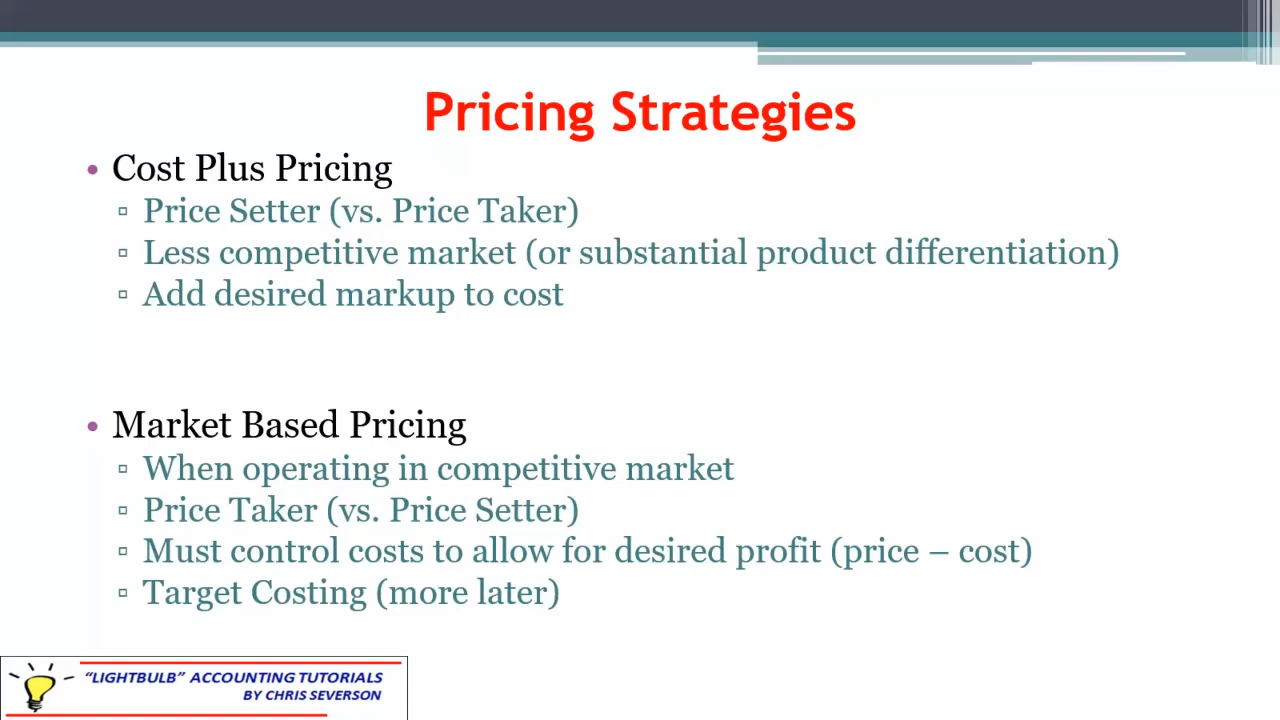 Pricing Strategies
• Cost Plus Pricing
▫ Price Setter (vs. Price Taker)
▫ Less competitive market (or substantial product differentiation)
▫ Add desired markup to cost
• Market Based Pricing
▫ When operating in competitive market
▫ Price Taker (vs. Price Setter)
▫ Must control costs to allow for desired profit (price – cost)
▫ Target Costing (more later)
“LIGHTBULB” ACCOUNTING TUTORIALS
BY CHRIS SEVERSON